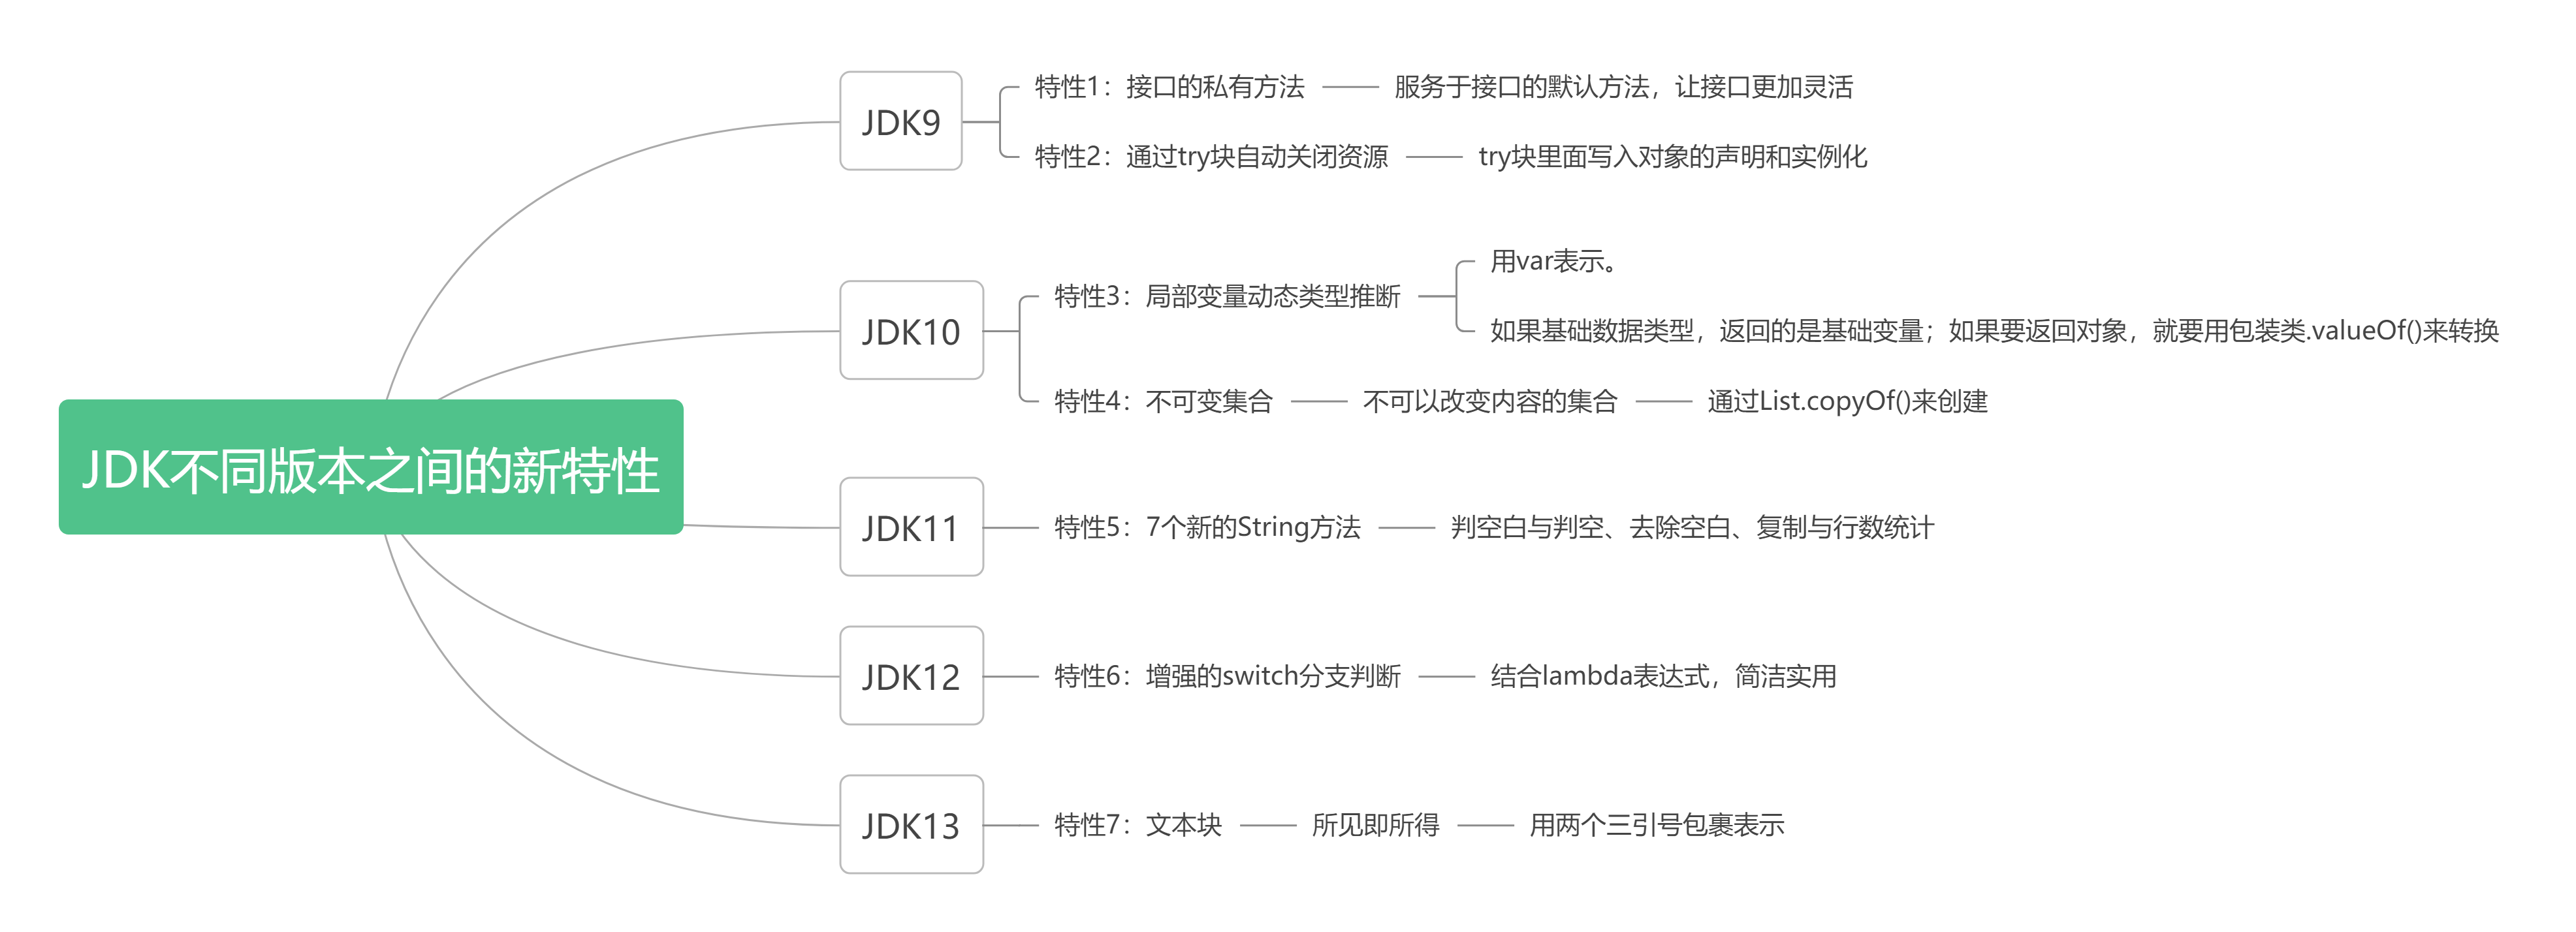 JDK不同版本之间的新特性
JDK9
特性1：接口的私有方法
服务于接口的默认方法，让接口更加灵活
特性2：通过try块自动关闭资源
try块里面写入对象的声明和实例化
JDK10
特性3：局部变量动态类型推断
用var表示。
如果基础数据类型，返回的是基础变量；如果要返回对象，就要用包装类.valueOf()来转换
特性4：不可变集合
不可以改变内容的集合
通过List.copyOf()来创建
JDK11
特性5：7个新的String方法
判空白与判空、去除空白、复制与行数统计
JDK12
特性6：增强的switch分支判断
结合lambda表达式，简洁实用
JDK13
特性7：文本块
所见即所得
用两个三引号包裹表示